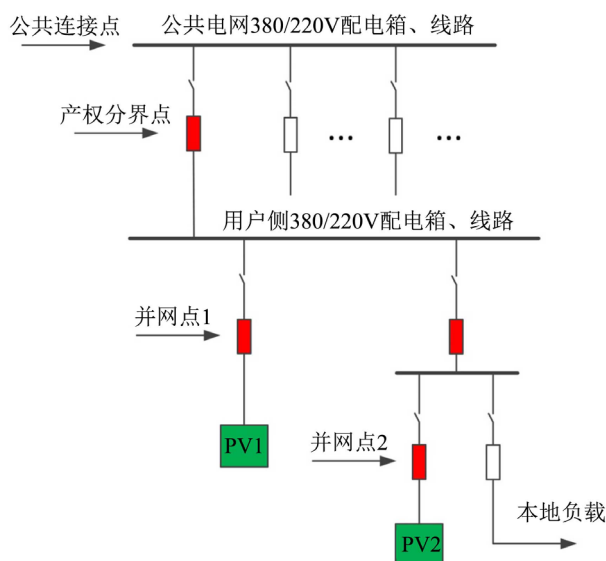 公共连接点
公共电网380/220V配电箱、线路
产权分界点
... ...
用户侧380/220V配电箱、线路
并网点1
PV1
并网点2
本地负载
PV2